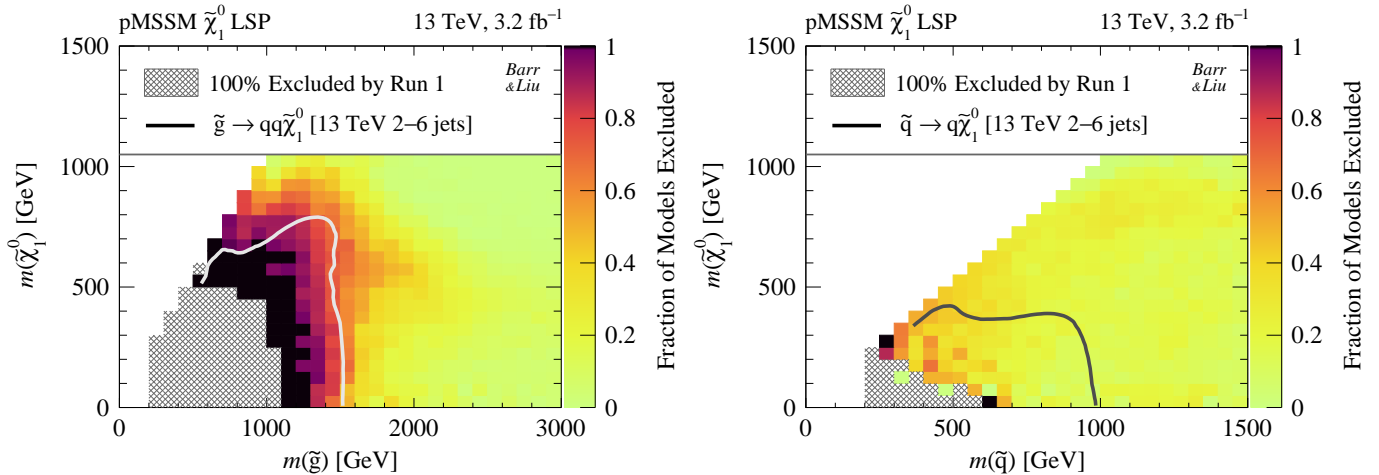 pMSSM χ̃₁⁰ LSP 13 TeV, 3.2 fb⁻¹
1500
1000
500
0
m(χ̃₁⁰) [GeV]
100% Excluded by Run 1
g̃ → qqχ̃₁⁰ [13 TeV 2–6 jets]
Barr
&Liu
0 1000 2000 3000
m(g̃) [GeV]
1
0.8
0.6
0.4
0.2
0
Fraction of Models Excluded
pMSSM χ̃₁⁰ LSP 13 TeV, 3.2 fb⁻¹
1500
1000
500
0
m(χ̃₁⁰) [GeV]
100% Excluded by Run 1
q̃ → qχ̃₁⁰ [13 TeV 2–6 jets]
Barr
&Liu
0 500 1000 1500
m(q̃) [GeV]
1
0.8
0.6
0.4
0.2
0
Fraction of Models Excluded